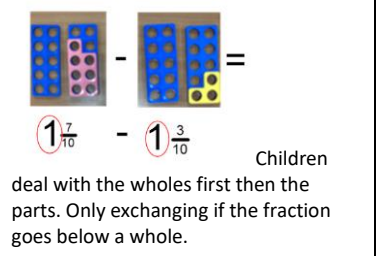 - =
1 7/10 - 1 3/10
Children
deal with the wholes first then the
parts. Only exchanging if the fraction
goes below a whole.